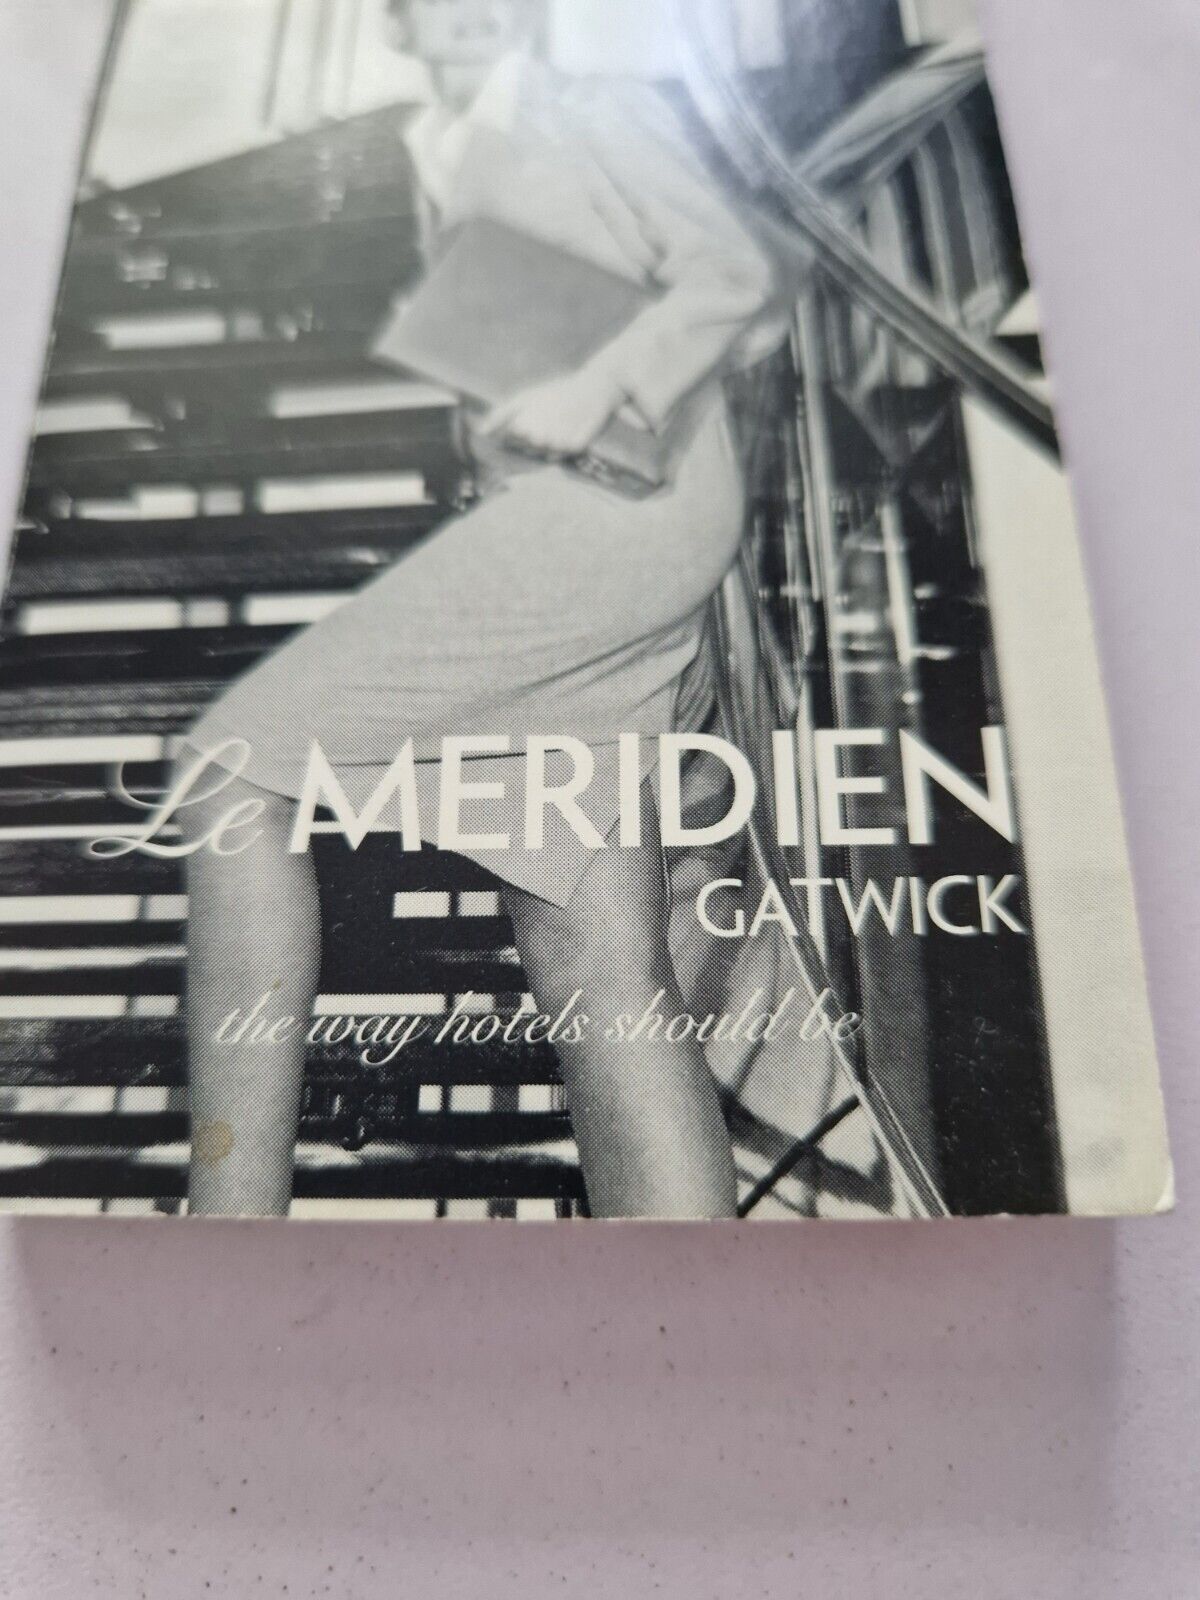 Le MERIDIEN
GATWICK
the way hotels should be